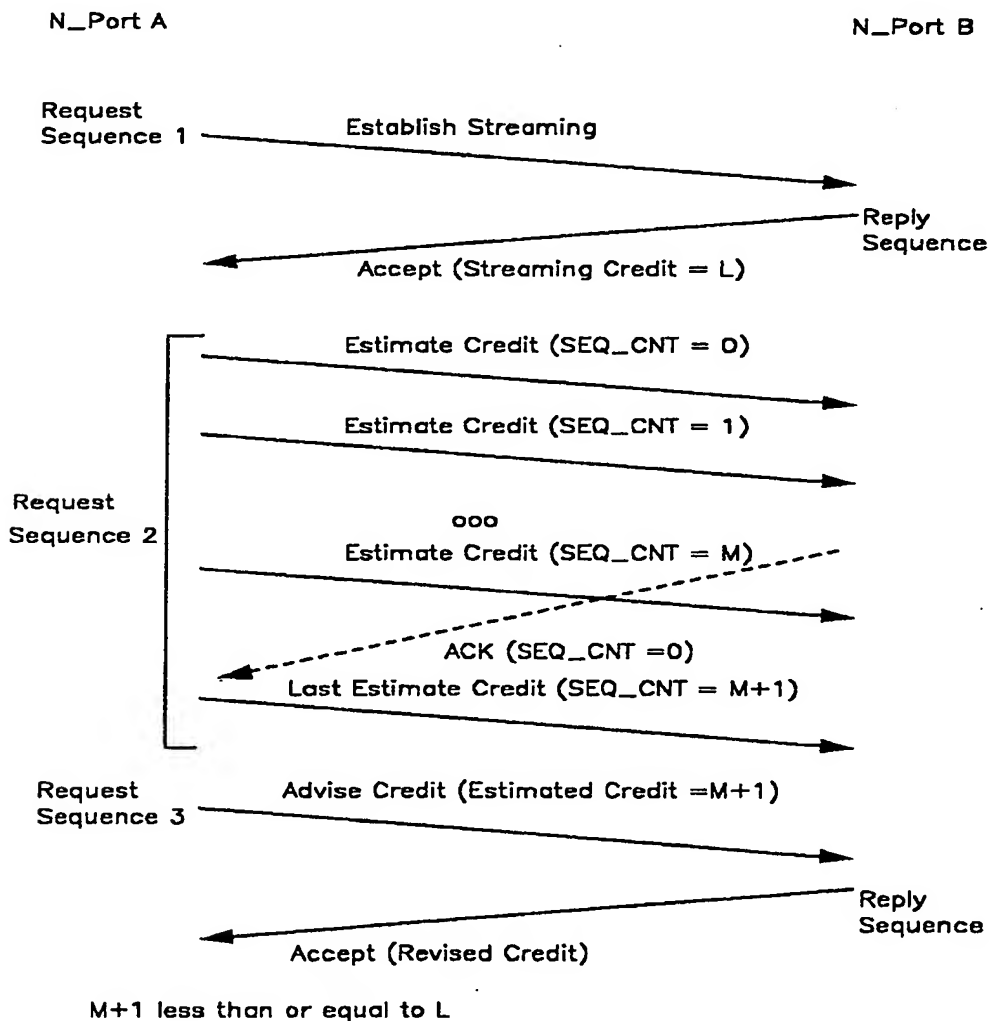 N_Port A
N_Port B
Request
Sequence 1
Establish Streaming
Reply
Sequence
Accept (Streaming Credit = L)
Estimate Credit (SEQ_CNT = 0)
Estimate Credit (SEQ_CNT = 1)
Request
Sequence 2
ooo
Estimate Credit (SEQ_CNT = M)
ACK (SEQ_CNT =0)
Last Estimate Credit (SEQ_CNT = M+1)
Request
Sequence 3
Advise Credit (Estimated Credit =M+1)
Reply
Sequence
Accept (Revised Credit)
M+1 less than or equal to L